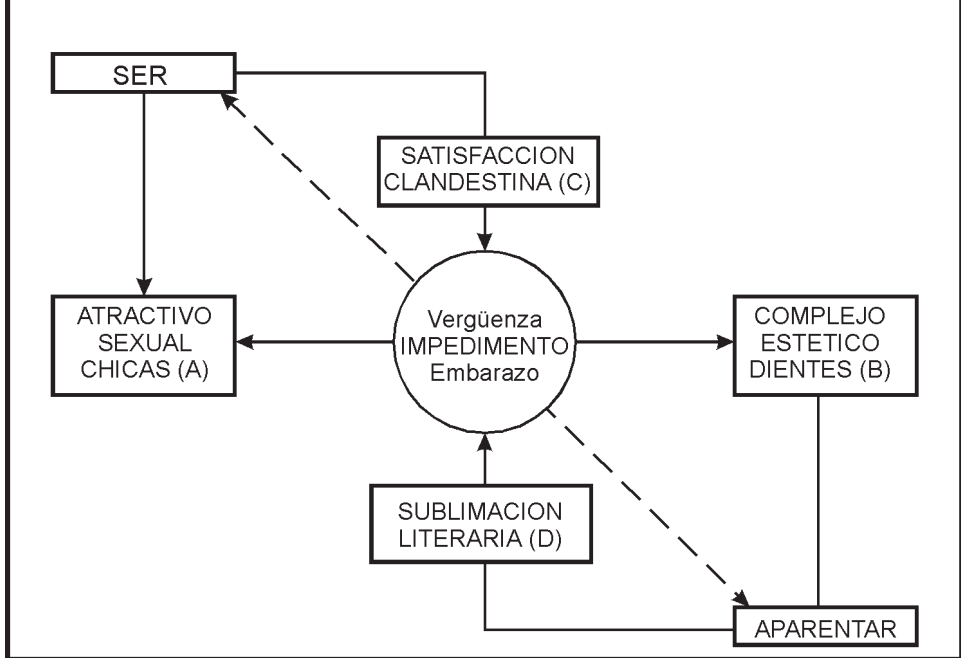 SER
SATISFACCION
CLANDESTINA (C)
ATRACTIVO
SEXUAL
CHICAS (A)
Vergüenza
IMPEDIMENTO
Embarazo
COMPLEJO
ESTETICO
DIENTES (B)
SUBLIMACION
LITERARIA (D)
APARENTAR